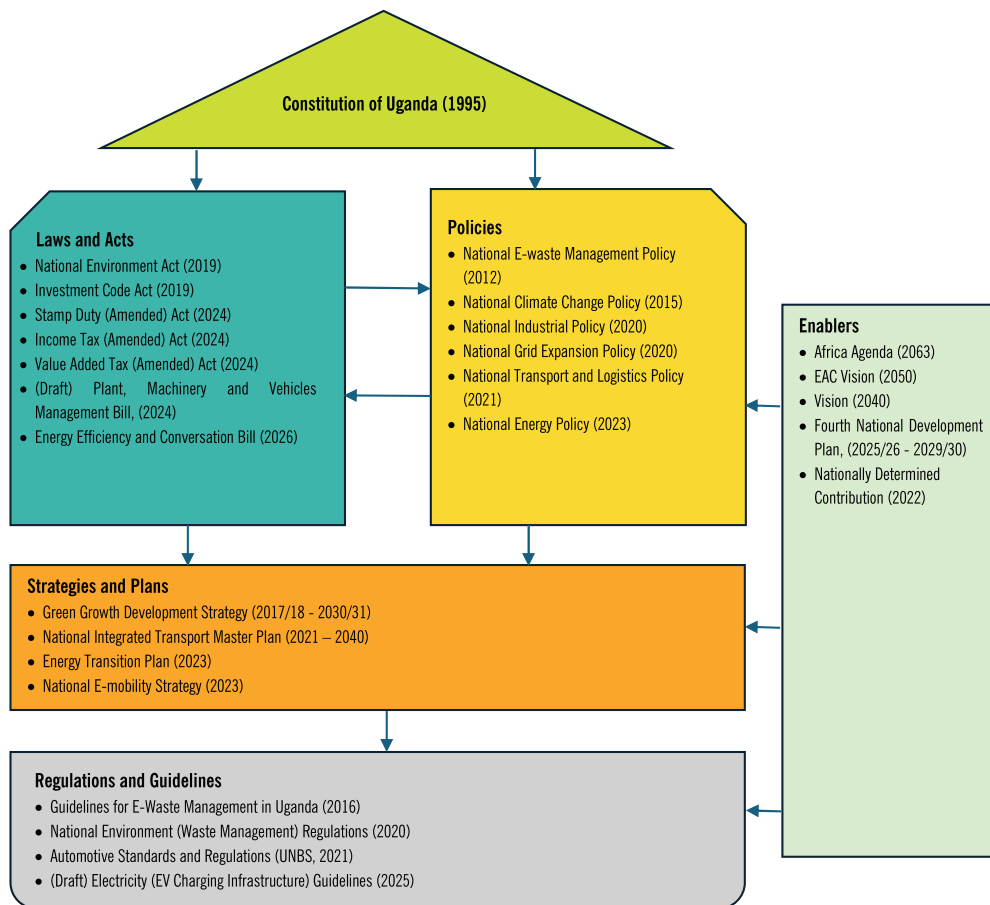 Constitution of Uganda (1995)
Laws and Acts
● National Environment Act (2019)
● Investment Code Act (2019)
● Stamp Duty (Amended) Act (2024)
● Income Tax (Amended) Act (2024)
● Value Added Tax (Amended) Act (2024)
● (Draft) Plant, Machinery and Vehicles
Management Bill, (2024)
● Energy Efficiency and Conversation Bill (2026)
Policies
● National E-waste Management Policy
(2012)
● National Climate Change Policy (2015)
● National Industrial Policy (2020)
● National Grid Expansion Policy (2020)
● National Transport and Logistics Policy
(2021)
● National Energy Policy (2023)
Enablers
● Africa Agenda (2063)
● EAC Vision (2050)
● Vision (2040)
● Fourth National Development
Plan, (2025/26 - 2029/30)
● Nationally Determined
Contribution (2022)
Strategies and Plans
● Green Growth Development Strategy (2017/18 - 2030/31)
● National Integrated Transport Master Plan (2021 – 2040)
● Energy Transition Plan (2023)
● National E-mobility Strategy (2023)
Regulations and Guidelines
● Guidelines for E-Waste Management in Uganda (2016)
● National Environment (Waste Management) Regulations (2020)
● Automotive Standards and Regulations (UNBS, 2021)
● (Draft) Electricity (EV Charging Infrastructure) Guidelines (2025)